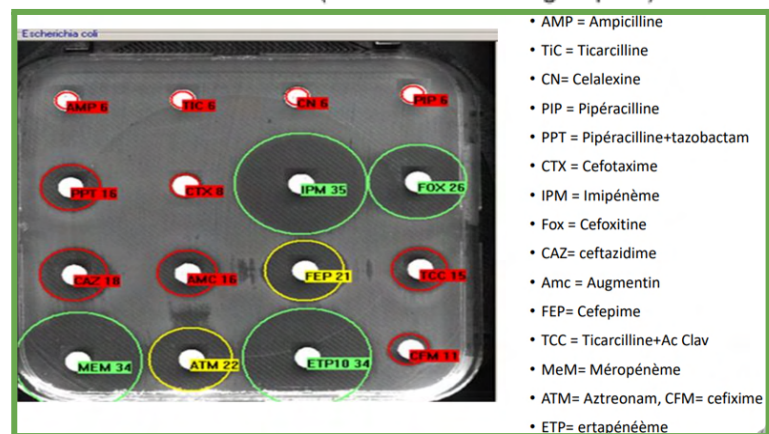 Escherichia coli
AMP 6 TIC 6 CN 6 PIP 6
PPT 16 CTX 8 IPM 35 FOX 26
CAZ 18 AMC 16 FEP 21 TCC 15
MEM 34 ATM 22 ETP10 34 CFM 11
• AMP = Ampicilline
• TiC = Ticarcilline
• CN= Celalexine
• PIP = Pipéracilline
• PPT = Pipéracilline+tazobactam
• CTX = Cefotaxime
• IPM = Imipénème
• Fox = Cefoxitine
• CAZ= ceftazidime
• Amc = Augmentin
• FEP= Cefepime
• TCC = Ticarcilline+Ac Clav
• MeM= Méropénème
• ATM= Aztreonam, CFM= cefixime
• ETP= ertapénéème